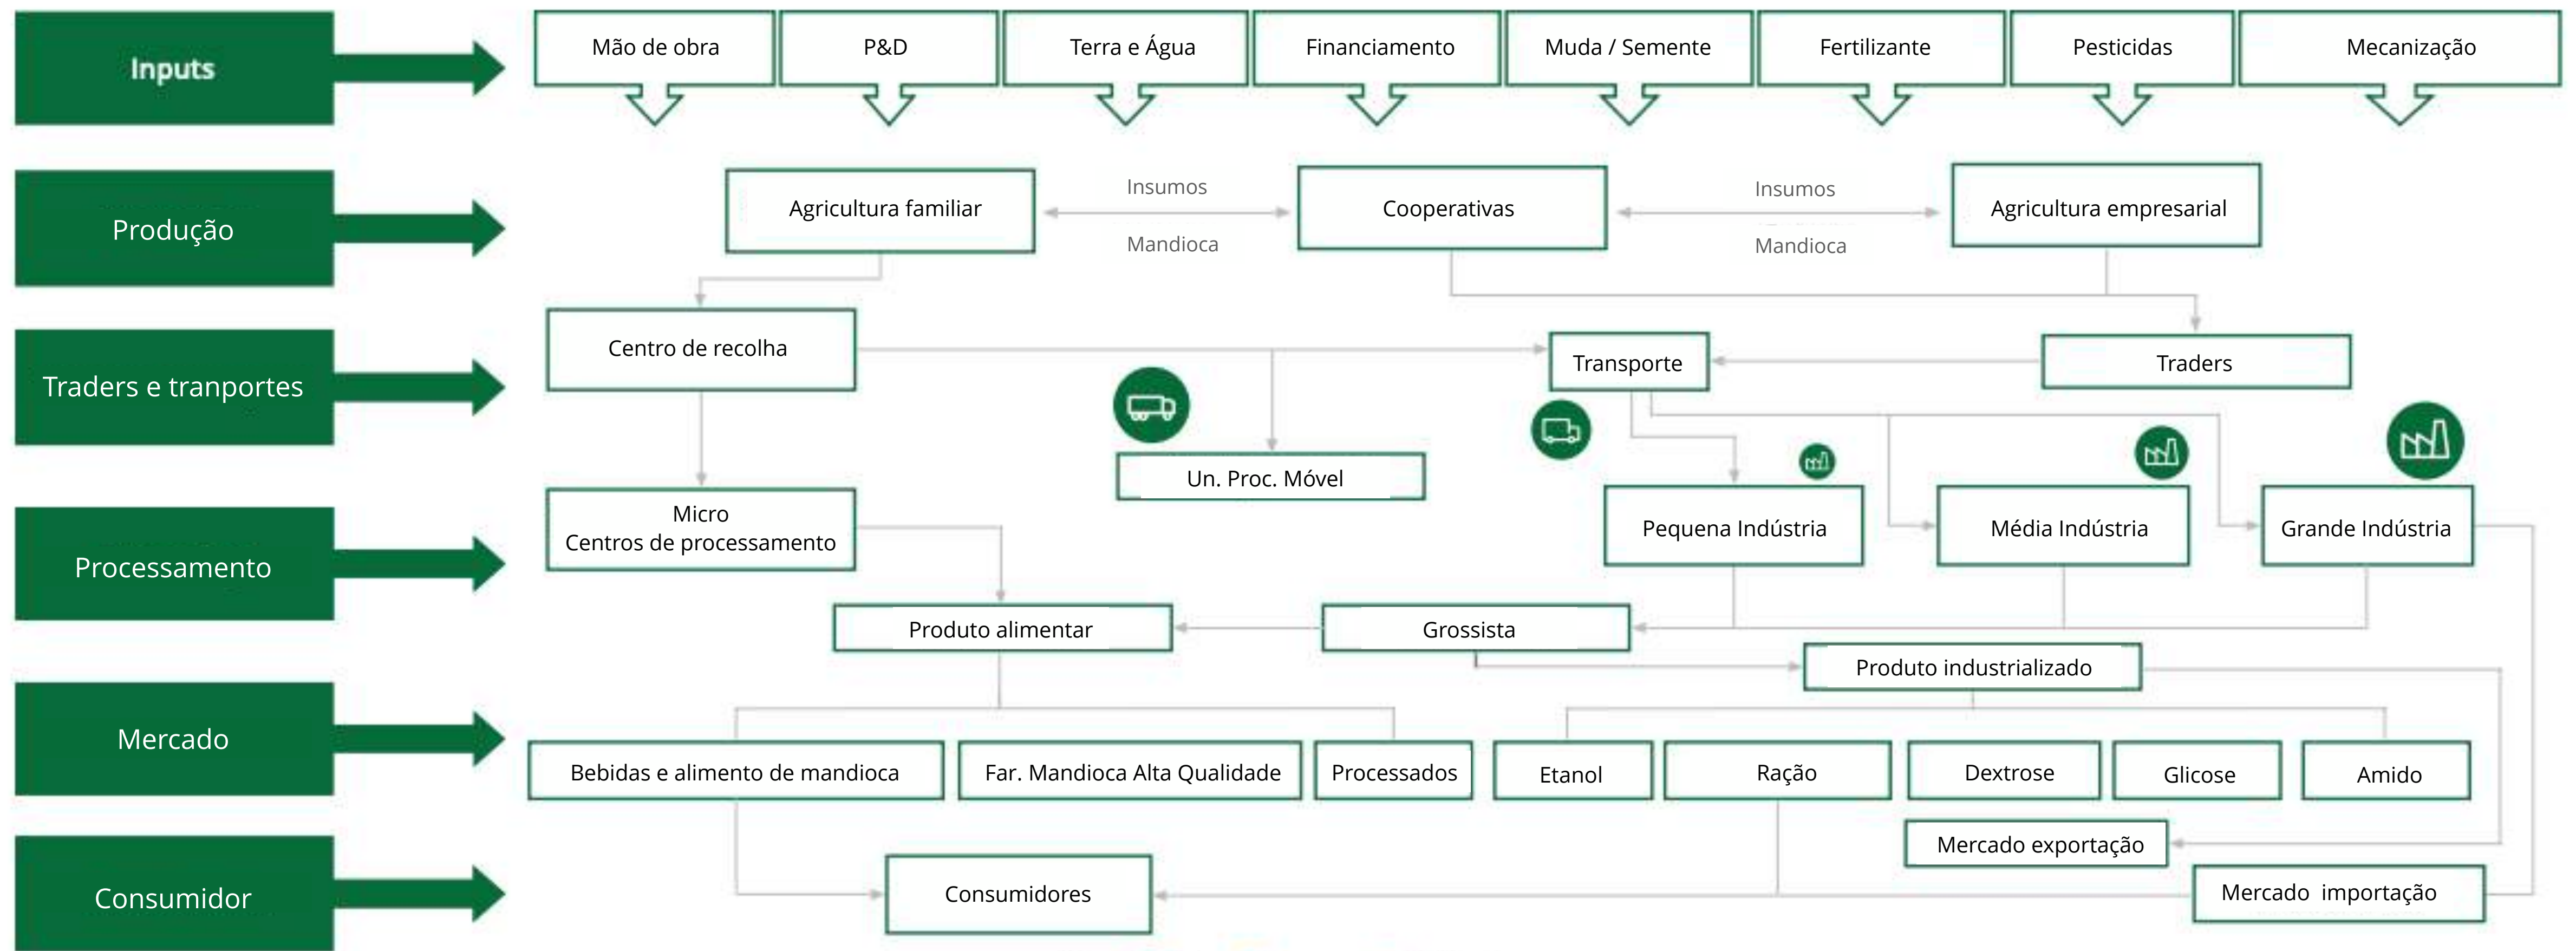 Inputs
Mão de obra
P&D
Terra e Água
Financiamento
Muda / Semente
Fertilizante
Pesticidas
Mecanização
Produção
Agricultura familiar
Insumos
Mandioca
Cooperativas
Insumos
Mandioca
Agricultura empresarial
Traders e tranportes
Centro de recolha
Transporte
Traders
Un. Proc. Móvel
Processamento
Micro
Centros de processamento
Pequena Indústria
Média Indústria
Grande Indústria
Produto alimentar
Grossista
Produto industrializado
Mercado
Bebidas e alimento de mandioca
Far. Mandioca Alta Qualidade
Processados
Etanol
Ração
Dextrose
Glicose
Amido
Mercado exportação
Consumidor
Consumidores
Mercado importação